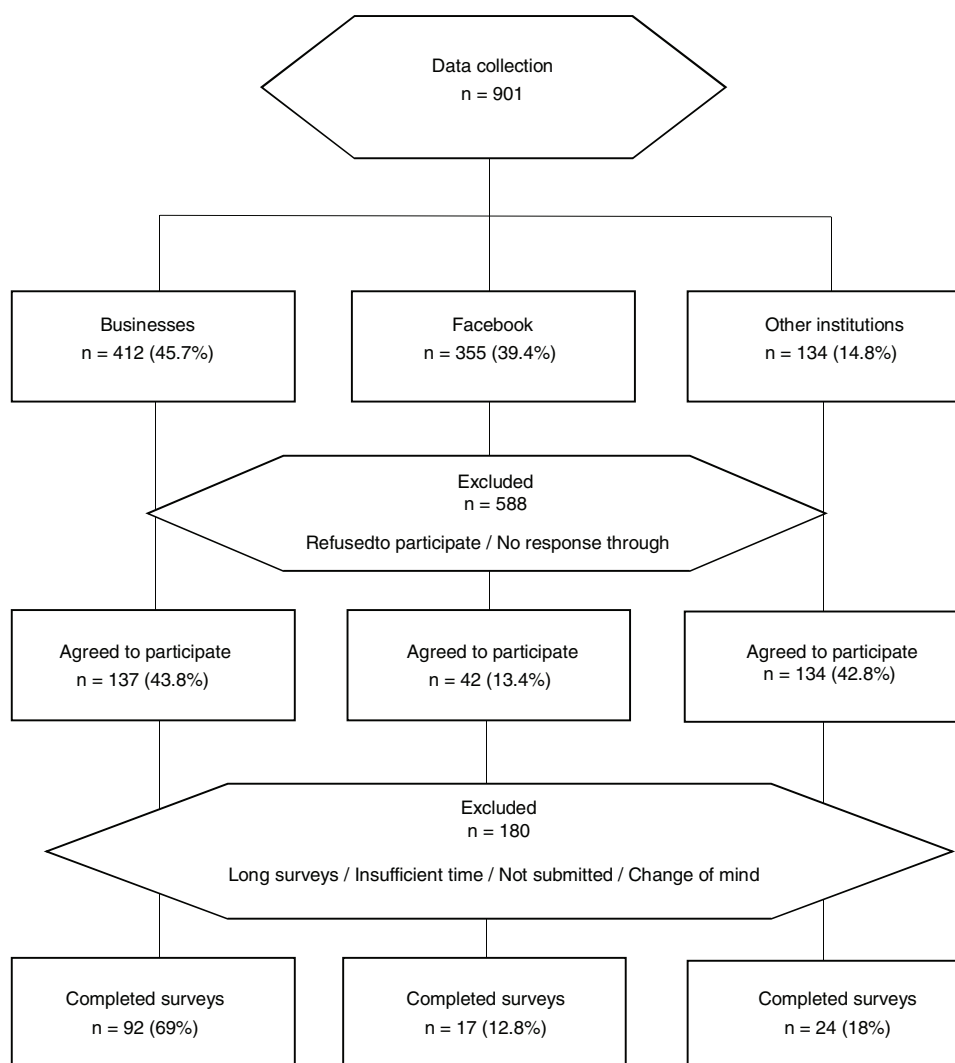 Data collection
n = 901
Businesses
n = 412 (45.7%)
Facebook
n = 355 (39.4%)
Other institutions
n = 134 (14.8%)
Excluded
n = 588
Refusedto participate / No response through
Agreed to participate
n = 137 (43.8%)
Agreed to participate
n = 42 (13.4%)
Agreed to participate
n = 134 (42.8%)
Excluded
n = 180
Long surveys / Insufficient time / Not submitted / Change of mind
Completed surveys
n = 92 (69%)
Completed surveys
n = 17 (12.8%)
Completed surveys
n = 24 (18%)